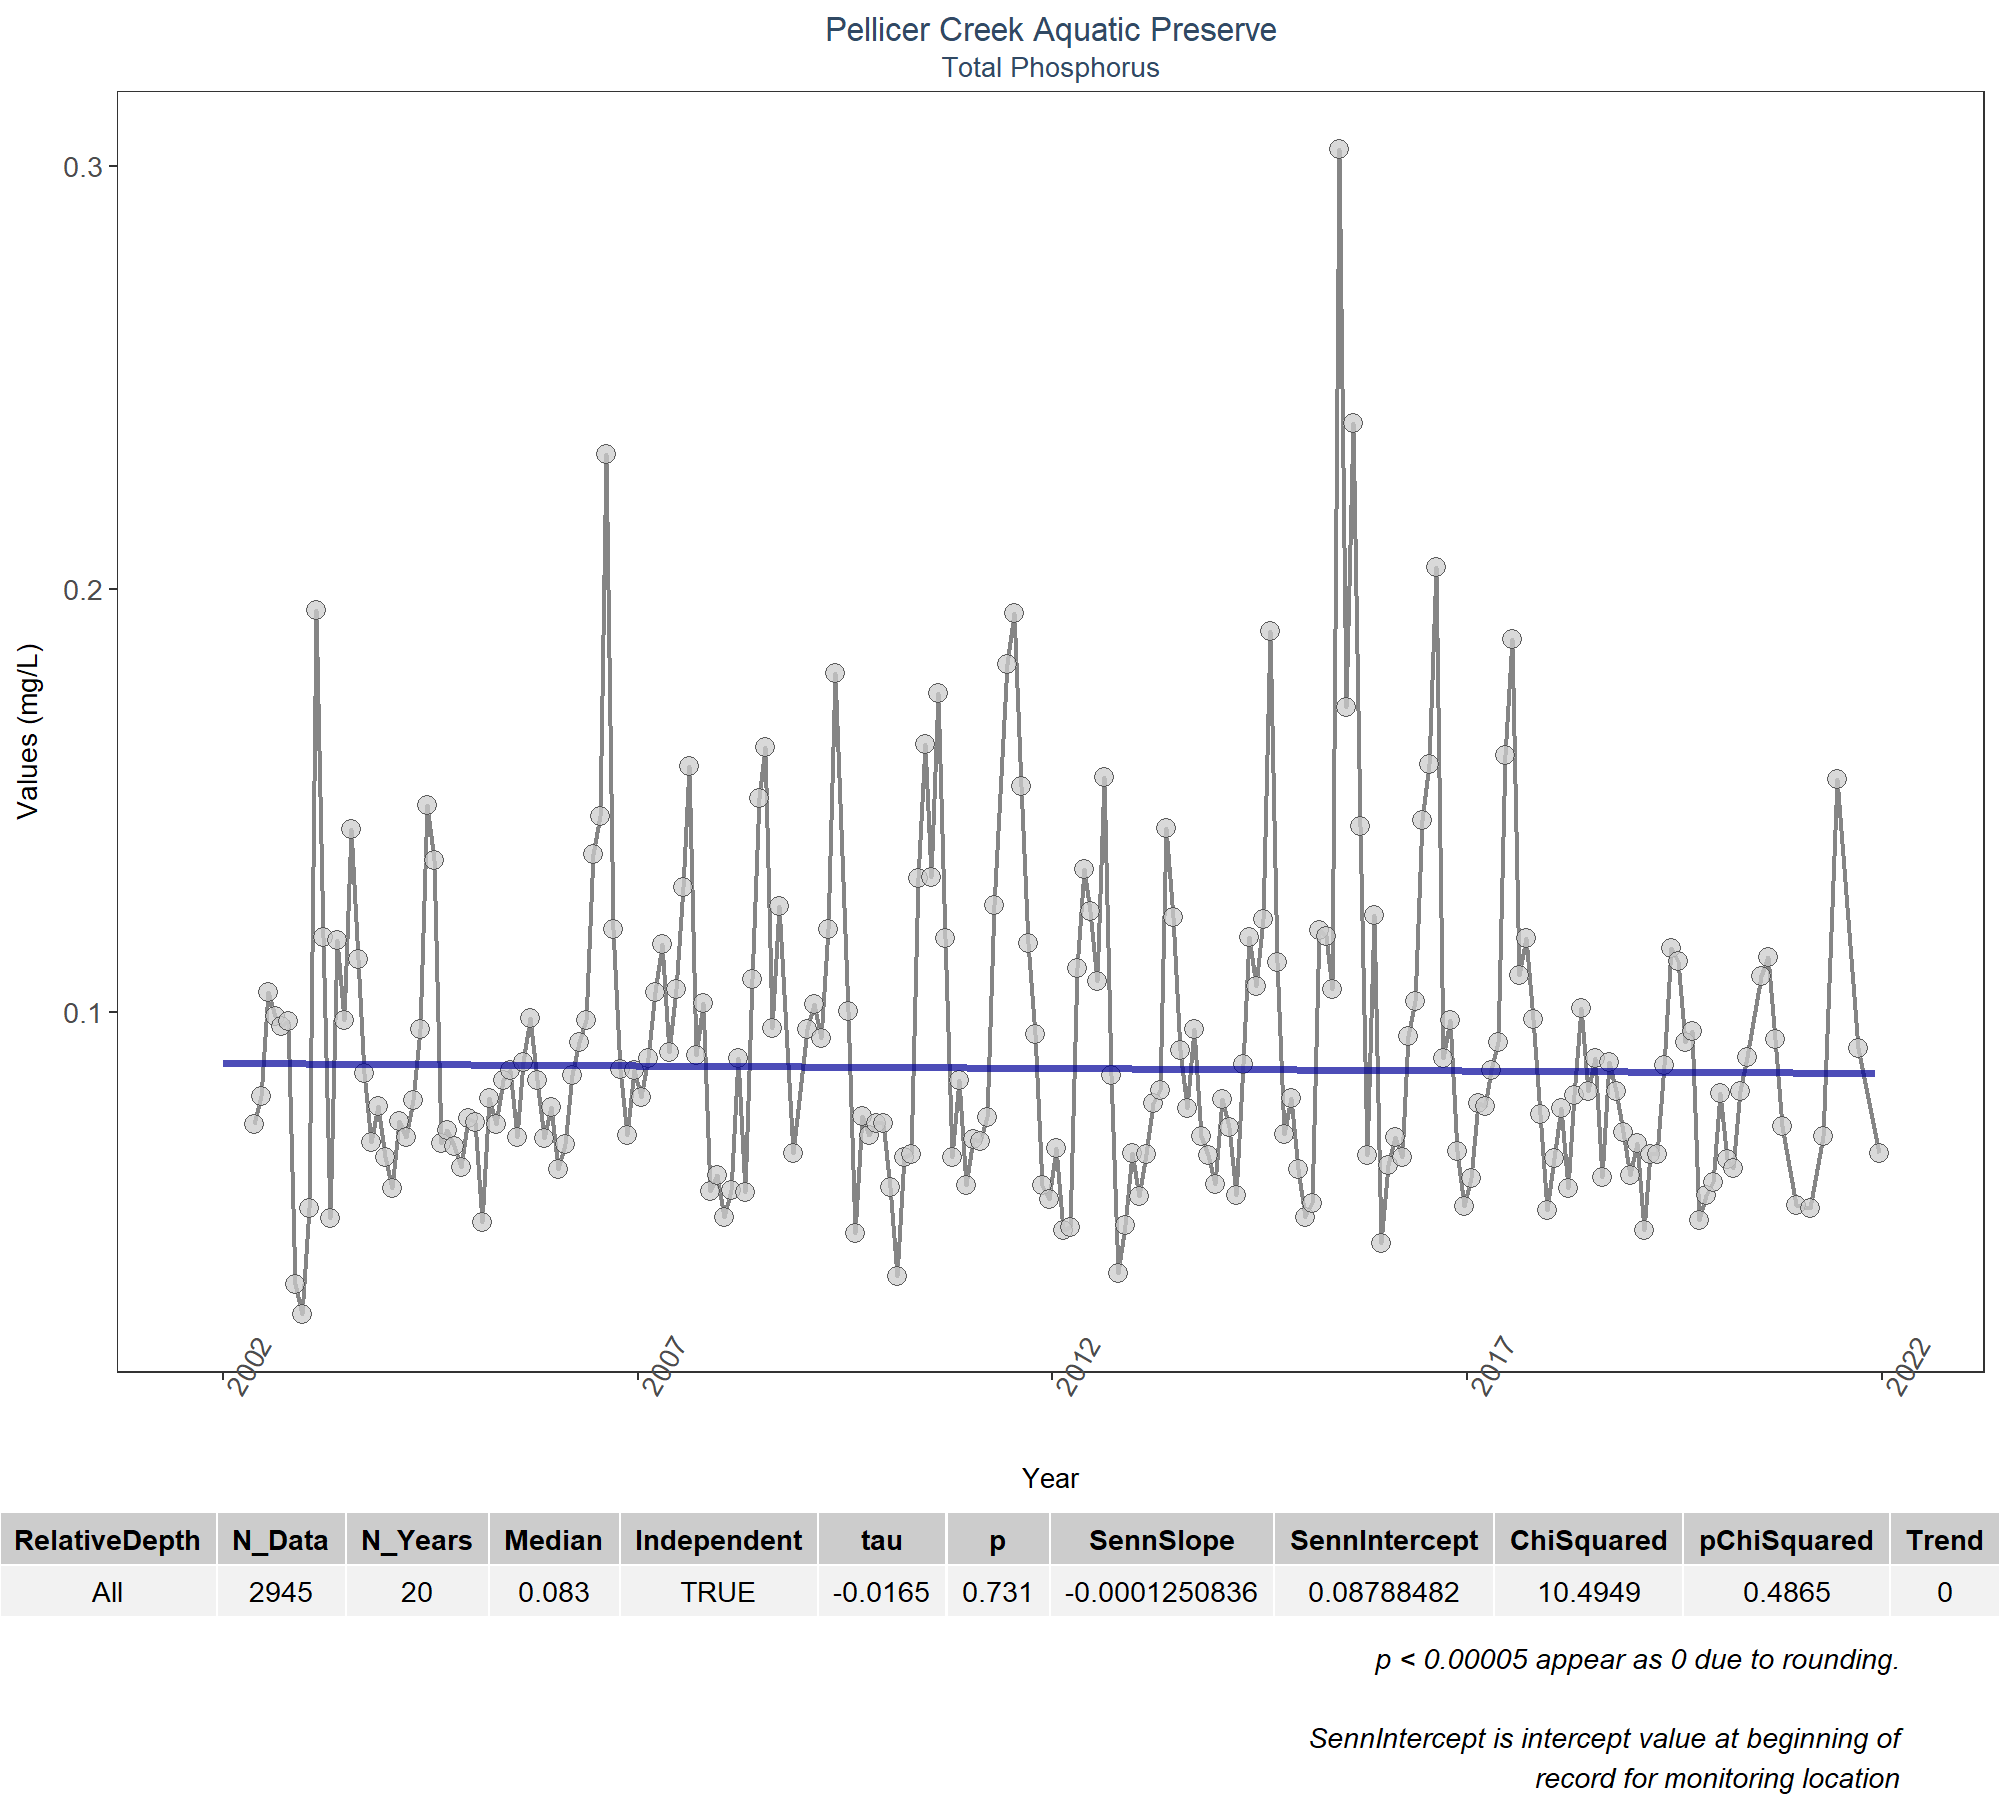 Pellicer Creek Aquatic Preserve
Total Phosphorus
0.3
0.2
0.1
Values (mg/L)
2002 2007 2012 2017 2022
Year
RelativeDepth N_Data N_Years Median Independent tau p SennSlope SennIntercept ChiSquared pChiSquared Trend
All 2945 20 0.083 TRUE -0.0165 0.731 -0.0001250836 0.08788482 10.4949 0.4865 0
p < 0.00005 appear as 0 due to rounding.
SennIntercept is intercept value at beginning of
record for monitoring location